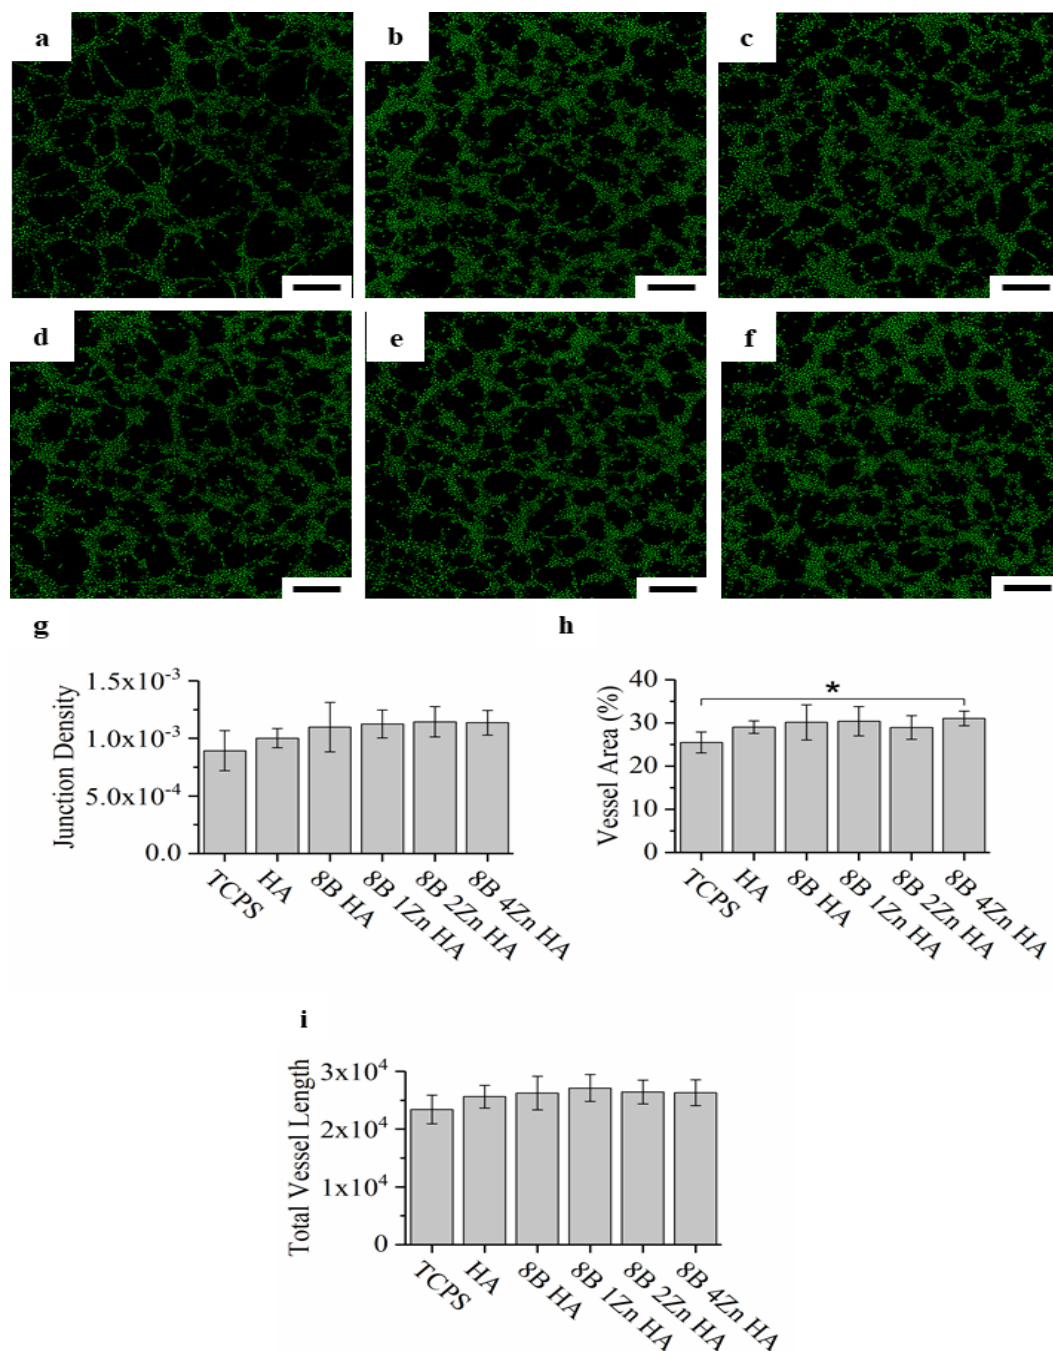 a
b
c
d
e
f
g
Junction Density
1.5x10⁻³
1.0x10⁻³
5.0x10⁻⁴
0.0
TCPS
HA
8B HA
8B 1Zn HA
8B 2Zn HA
8B 4Zn HA
h
Vessel Area (%)
40
30
20
10
0
*
TCPS
HA
8B HA
8B 1Zn HA
8B 2Zn HA
8B 4Zn HA
i
Total Vessel Length
3x10⁴
2x10⁴
1x10⁴
0
TCPS
HA
8B HA
8B 1Zn HA
8B 2Zn HA
8B 4Zn HA